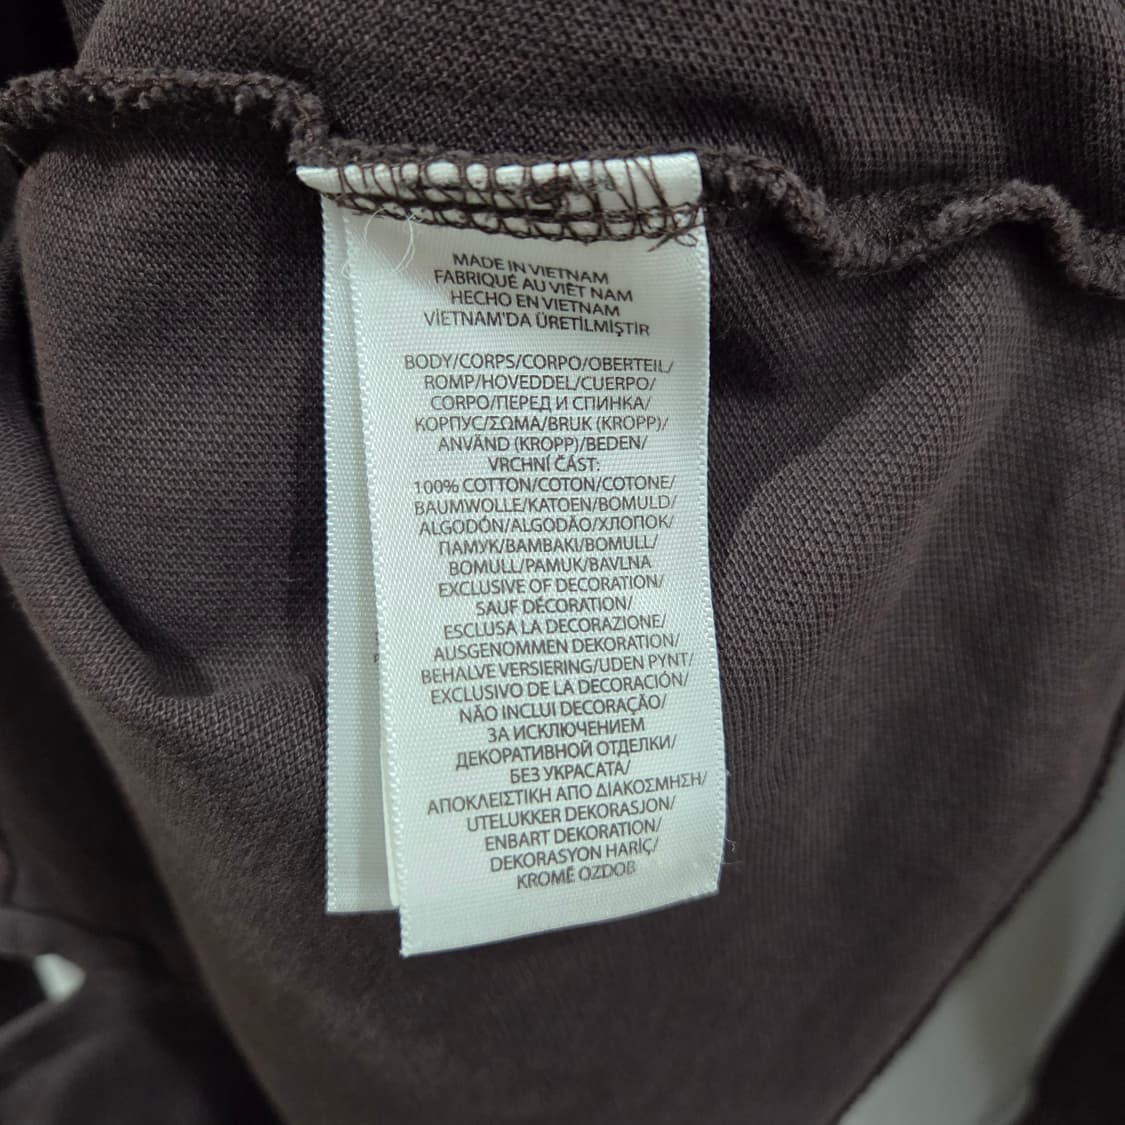 MADE IN VIETNAM
FABRIQUÉ AU VIÊT NAM
HECHO EN VIETNAM
VİETNAM'DA ÜRETİLMİŞTİR
BODY/CORPS/CORPO/OBERTEIL/
ROMP/HOVEDDEL/CUERPO/
CORPO/ПЕРЕД И СПИНКА/
КОРПУС/ΣΩΜΑ/BRUK (KROPP)/
ANVÄND (KROPP)/BEDEN/
VRCHNÍ ČÁST:
100% COTTON/COTON/COTONE/
BAUMWOLLE/KATOEN/BOMULD/
ALGODÓN/ALGODÃO/ХЛОПОК/
ПАМУК/ΒΑΜΒΑΚΙ/BOMULL/
BOMULL/PAMUK/BAVLNA
EXCLUSIVE OF DECORATION/
SAUF DÉCORATION/
ESCLUSA LA DECORAZIONE/
AUSGENOMMEN DEKORATION/
BEHALVE VERSIERING/UDEN PYNT/
EXCLUSIVO DE LA DECORACIÓN/
NÃO INCLUI DECORAÇÃO/
ЗА ИСКЛЮЧЕНИЕМ
ДЕКОРАТИВНОЙ ОТДЕЛКИ/
БЕЗ УКРАСАТА/
ΑΠΟΚΛΕΙΣΤΙΚΗ ΑΠΟ ΔΙΑΚΟΣΜΗΣΗ/
UTELUKKER DEKORASJON/
ENBART DEKORATION/
DEKORASYON HARİÇ/
KROMĚ OZDOB